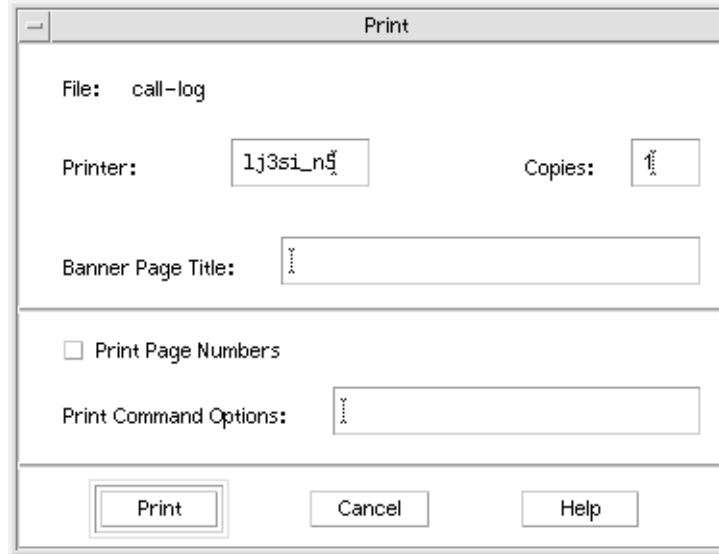 Print
File: call-log
Printer: lj3si_n5 Copies: 1
Banner Page Title:
Print Page Numbers
Print Command Options:
Print Cancel Help